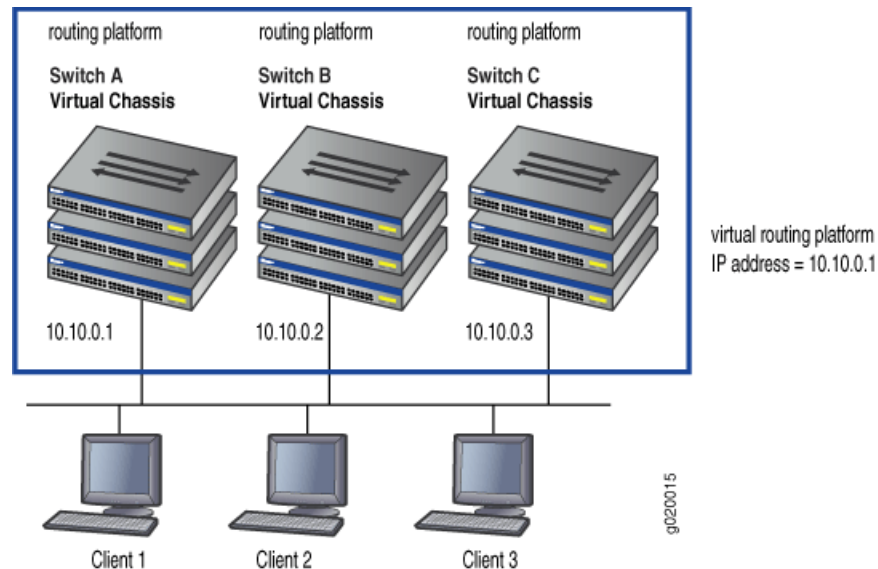 routing platform
Switch A
Virtual Chassis
routing platform
Switch B
Virtual Chassis
routing platform
Switch C
Virtual Chassis
virtual routing platform
IP address = 10.10.0.1
10.10.0.1
10.10.0.2
10.10.0.3
Client 1
Client 2
Client 3
g020015